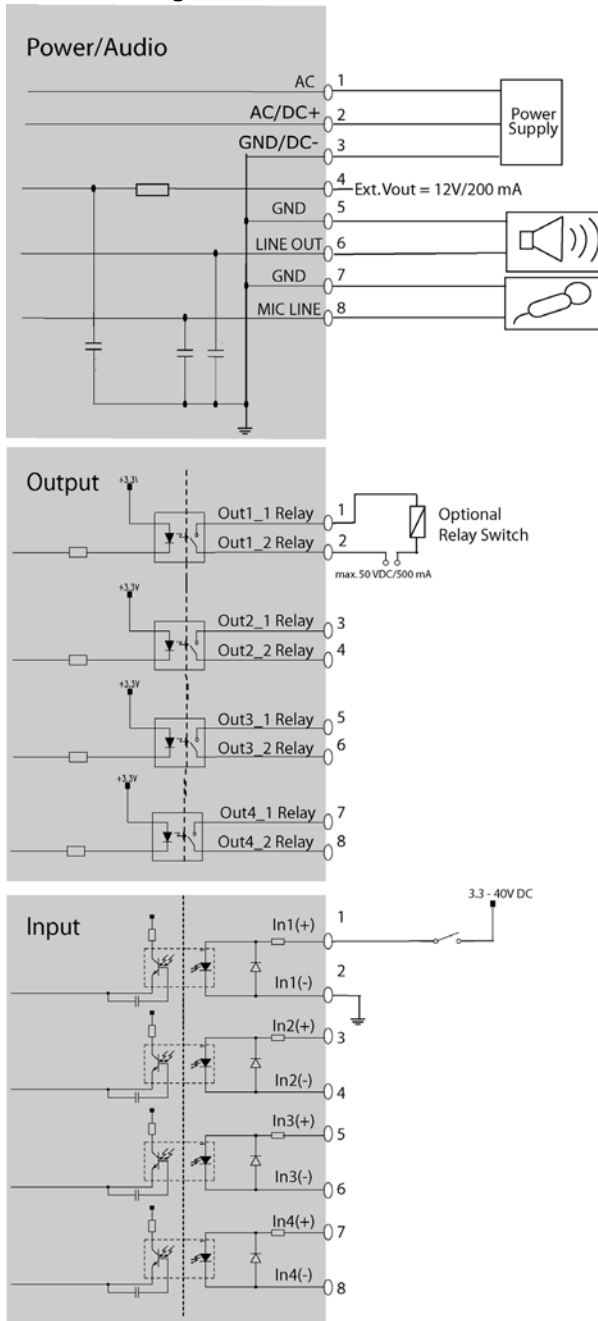 Power/Audio
AC 1
AC/DC+ 2
Power
Supply
GND/DC- 3
4 Ext.Vout = 12V/200 mA
GND 5
LINE OUT 6
GND 7
MIC LINE 8
Output
Out1_1 Relay 1
Optional
Relay Switch
Out1_2 Relay 2
max. 50 VDC/500 mA
+3.3V
Out2_1 Relay 3
Out2_2 Relay 4
+3.3V
Out3_1 Relay 5
Out3_2 Relay 6
+3.3V
Out4_1 Relay 7
Out4_2 Relay 8
3.3 - 40V DC
Input
In1(+) 1
In1(-) 2
In2(+) 3
In2(-) 4
In3(+) 5
In3(-) 6
In4(+) 7
In4(-) 8